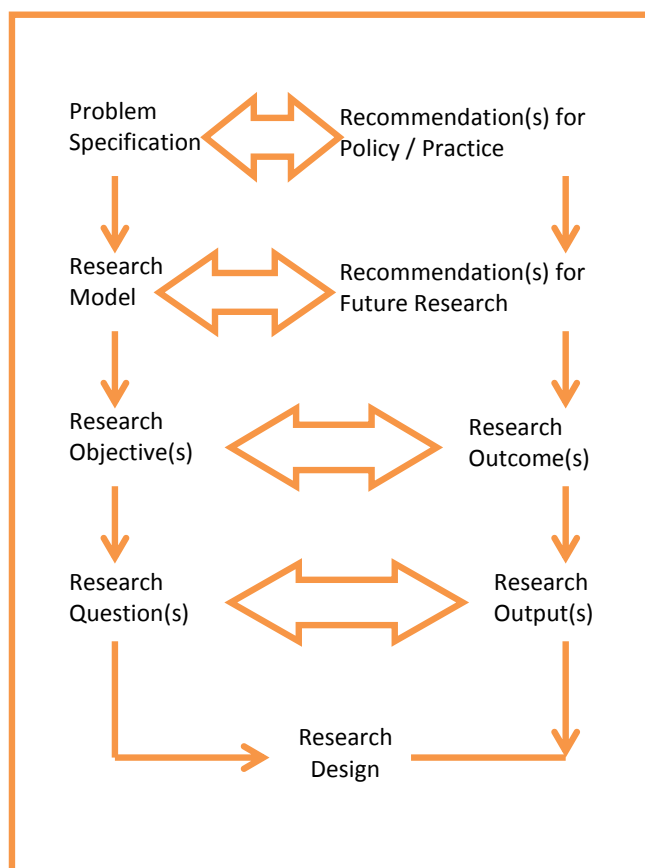 Problem
Specification
Recommendation(s) for
Policy / Practice
Research
Model
Recommendation(s) for
Future Research
Research
Objective(s)
Research
Outcome(s)
Research
Question(s)
Research
Output(s)
Research
Design